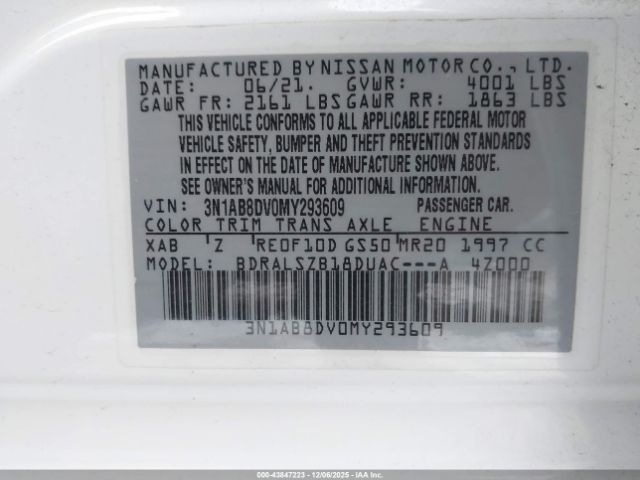 MANUFACTURED BY NISSAN MOTOR CO., LTD.
DATE: 06/21. GVWR: 4001 LBS
GAWR FR: 2161 LBS GAWR RR: 1863 LBS
THIS VEHICLE CONFORMS TO ALL APPLICABLE FEDERAL MOTOR
VEHICLE SAFETY, BUMPER AND THEFT PREVENTION STANDARDS
IN EFFECT ON THE DATE OF MANUFACTURE SHOWN ABOVE.
SEE OWNER'S MANUAL FOR ADDITIONAL INFORMATION.
VIN: 3N1AB8DV0MY293609 PASSENGER CAR.
COLOR TRIM TRANS AXLE ENGINE
XAB Z RE0F10D GS50 MR20 1997 CC
MODEL: BDRALSZB18DUAC---A 4Z000
3N1AB8DV0MY293609
000-43847223 - 12/06/2025 - IAA Inc.